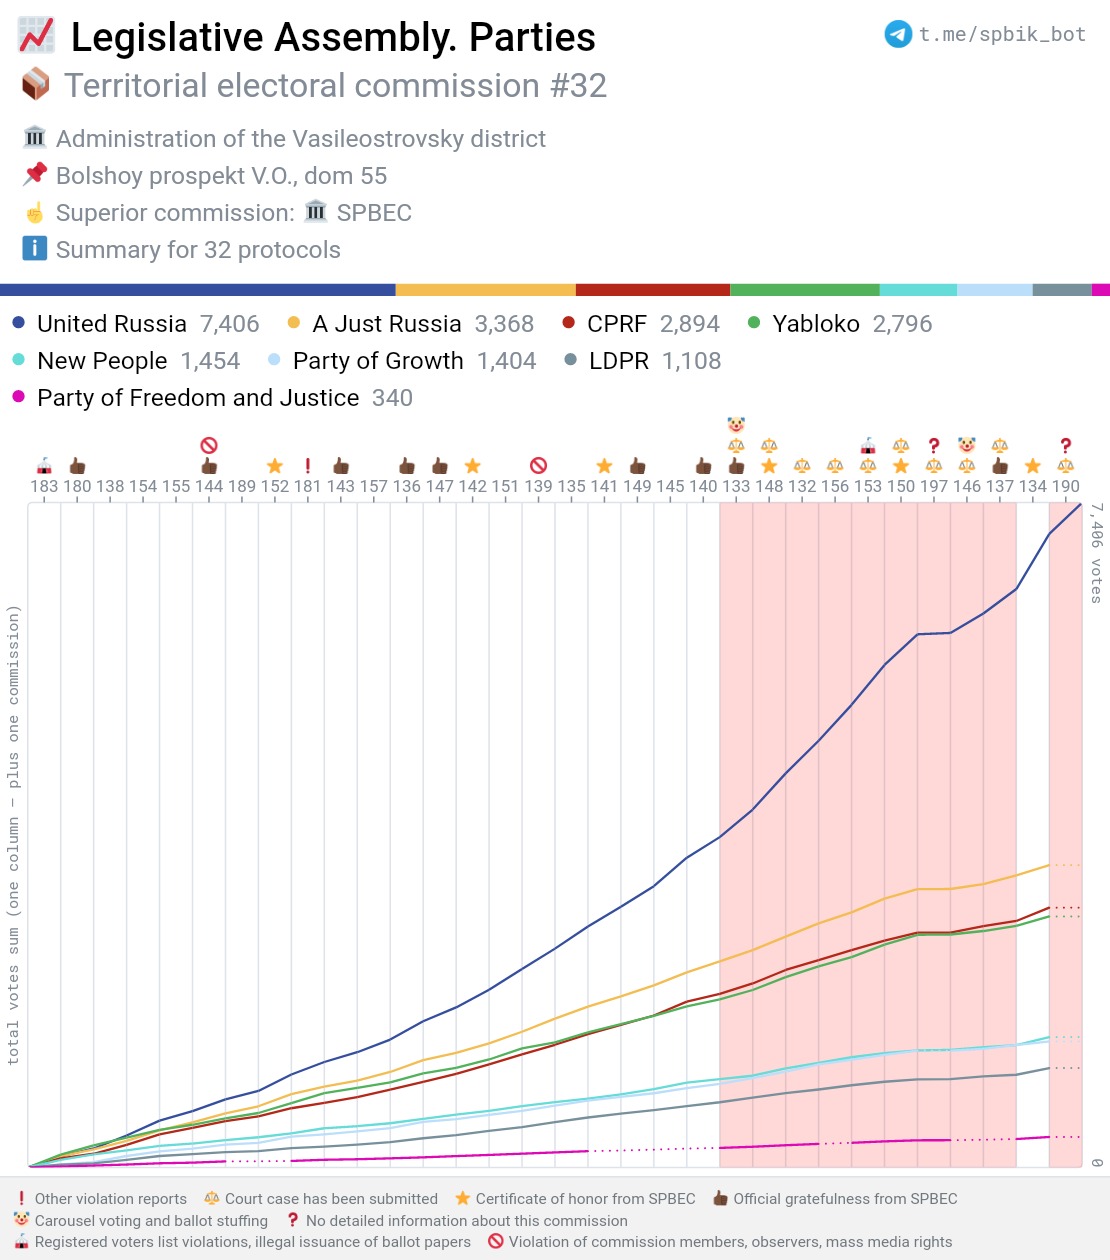 Legislative Assembly. Parties
t.me/spbik_bot
Territorial electoral commission #32
Administration of the Vasileostrovsky district
Bolshoy prospekt V.O., dom 55
Superior commission: SPBEC
Summary for 32 protocols
United Russia 7,406 A Just Russia 3,368 CPRF 2,894 Yabloko 2,796
New People 1,454 Party of Growth 1,404 LDPR 1,108
Party of Freedom and Justice 340
183 180 138 154 155 144 189 152 181 143 157 136 147 142 151 139 135 141 149 145 140 133 148 132 156 153 150 197 146 137 134 190
7,406 votes
total votes sum (one column – plus one commission)
0
Other violation reports Court case has been submitted Certificate of honor from SPBEC Official gratefulness from SPBEC
Carousel voting and ballot stuffing No detailed information about this commission
Registered voters list violations, illegal issuance of ballot papers Violation of commission members, observers, mass media rights